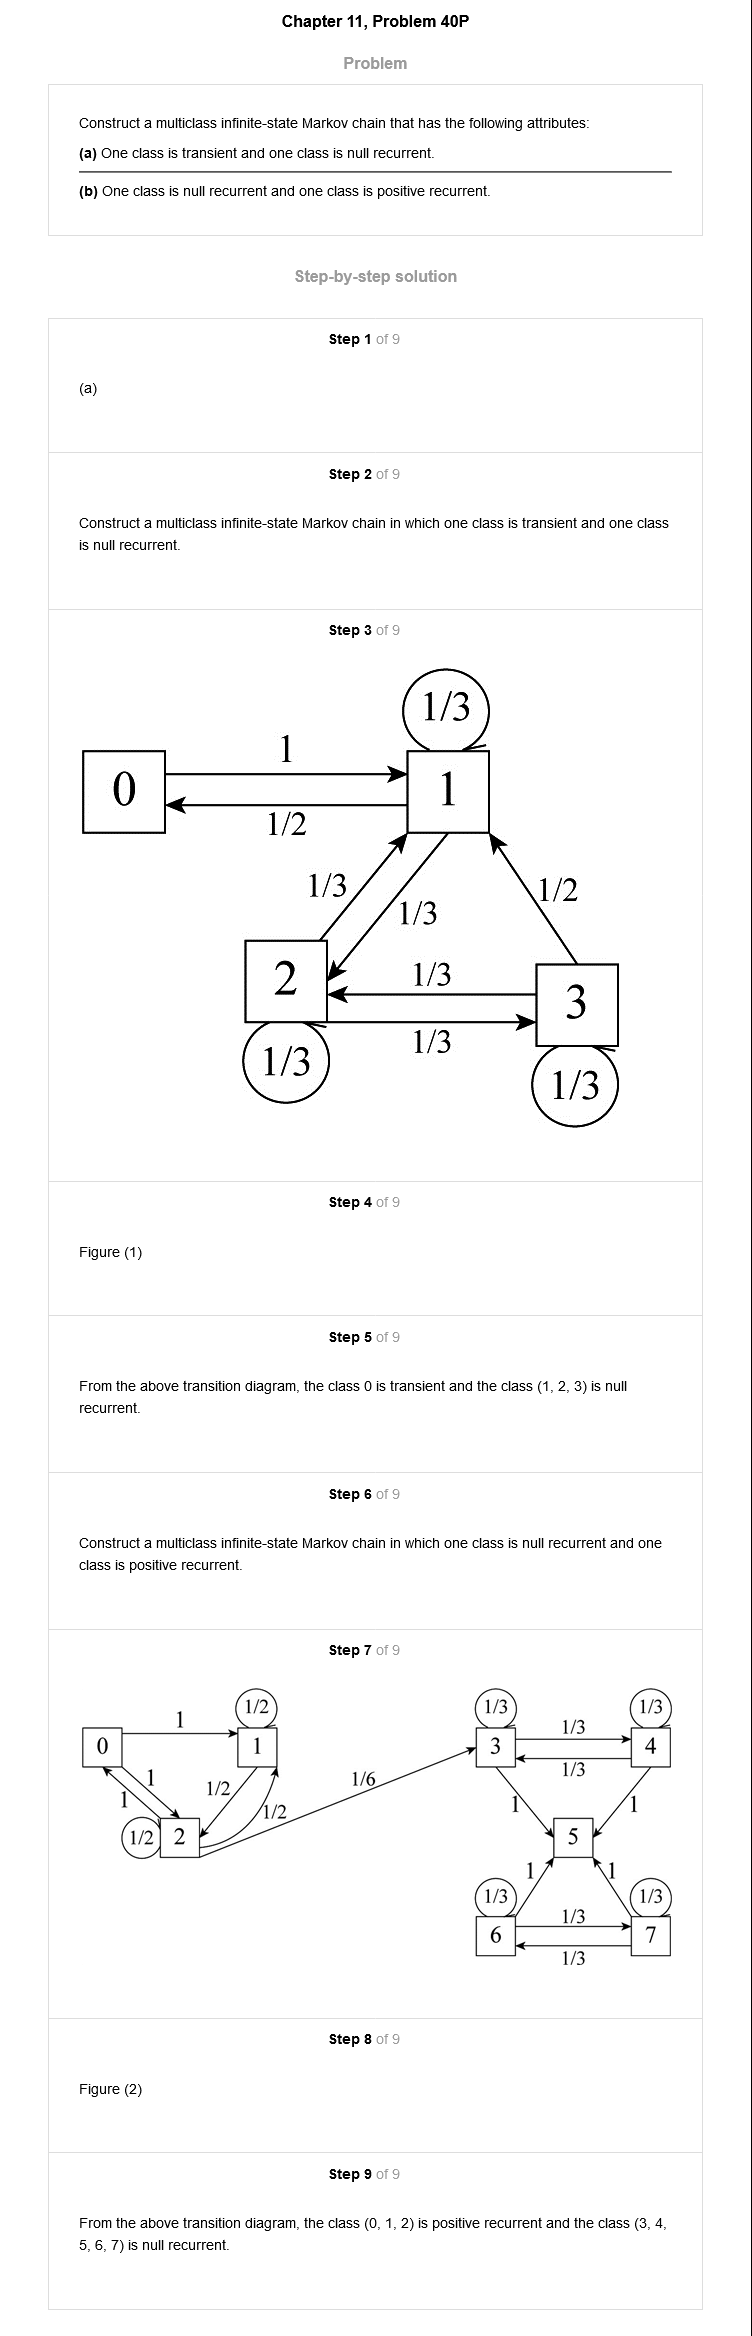 Chapter 11, Problem 40P
Problem
Construct a multiclass infinite-state Markov chain that has the following attributes:
(a) One class is transient and one class is null recurrent.
(b) One class is null recurrent and one class is positive recurrent.
Step-by-step solution
Step 1 of 9
(a)
Step 2 of 9
Construct a multiclass infinite-state Markov chain in which one class is transient and one class
is null recurrent.
Step 3 of 9
1/3
1
0
1
1/2
1/3
1/2
1/3
2
1/3
3
1/3
1/3
1/3
Step 4 of 9
Figure (1)
Step 5 of 9
From the above transition diagram, the class 0 is transient and the class (1, 2, 3) is null
recurrent.
Step 6 of 9
Construct a multiclass infinite-state Markov chain in which one class is null recurrent and one
class is positive recurrent.
Step 7 of 9
1/2
1/3
1/3
1
1/3
0
1
3
4
1/3
1
1/2
1/6
1
1/2
1
1
1/2
2
5
1
1
1/3
1/3
1/3
6
7
1/3
Step 8 of 9
Figure (2)
Step 9 of 9
From the above transition diagram, the class (0, 1, 2) is positive recurrent and the class (3, 4,
5, 6, 7) is null recurrent.